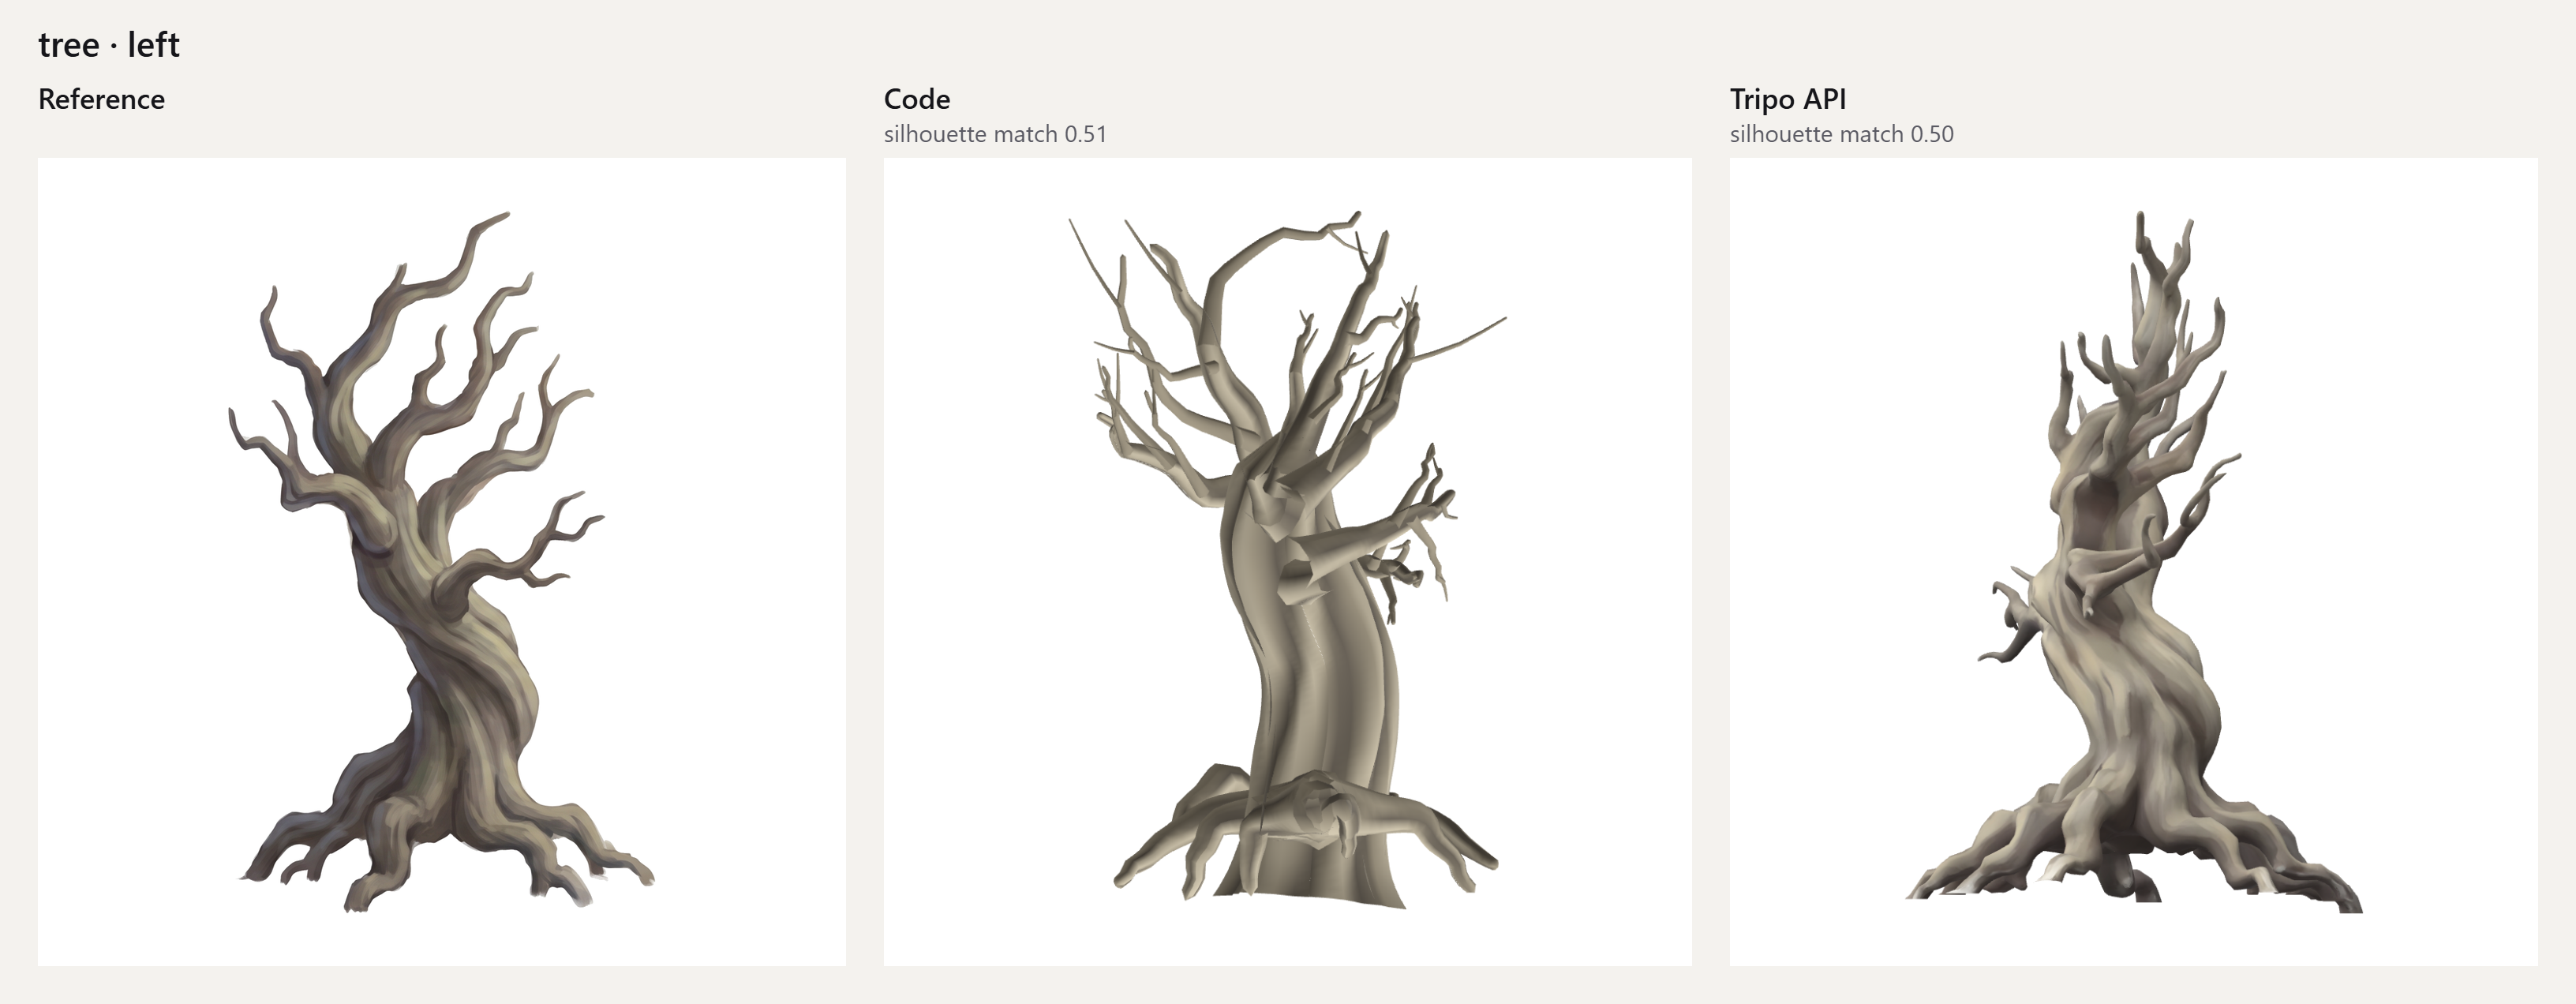 tree · left
Reference
Code
silhouette match 0.51
Tripo API
silhouette match 0.50